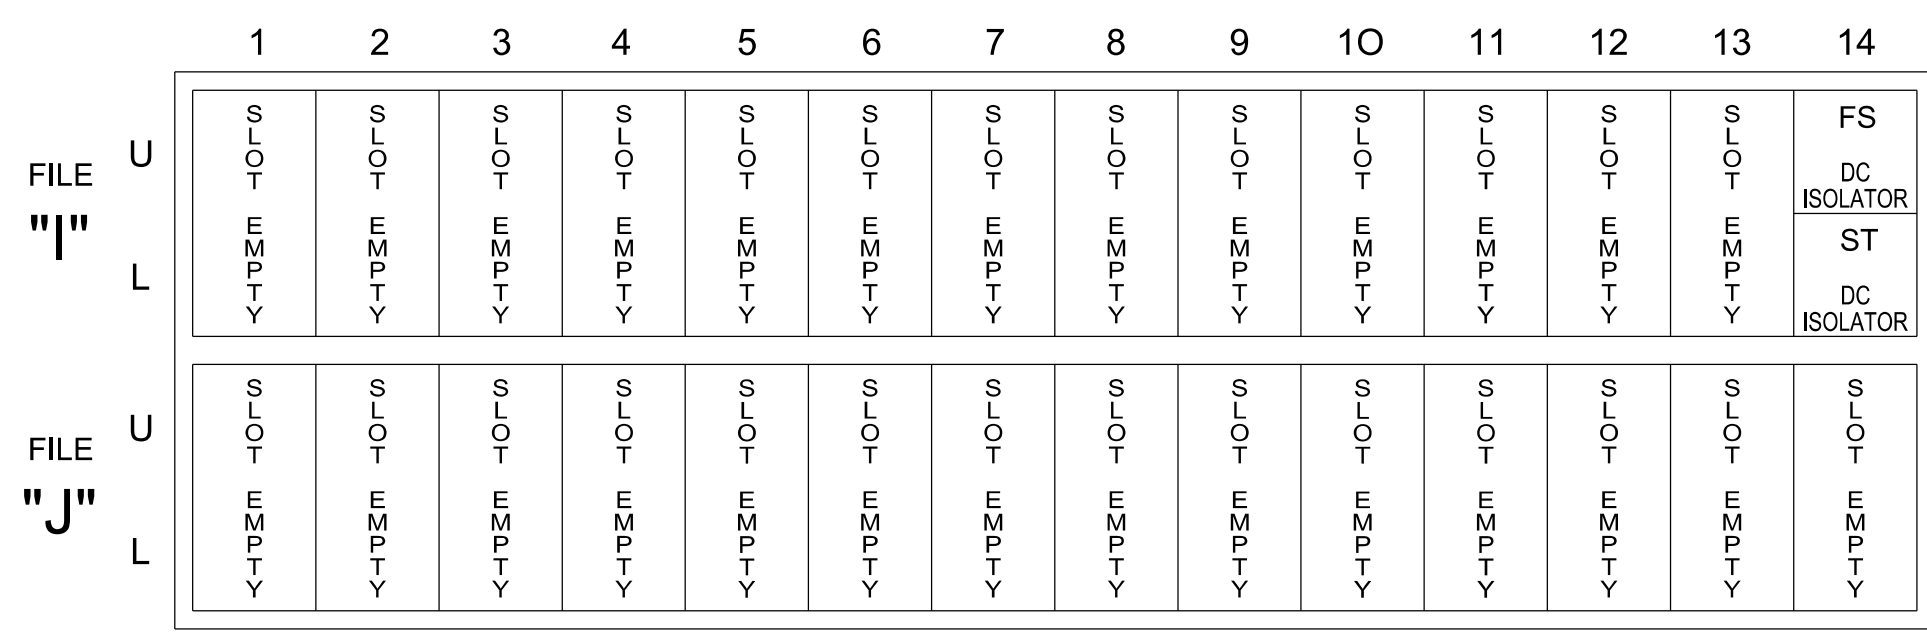 1 2 3 4 5 6 7 8 9 10 11 12 13 14
FILE "I"
U
L
SLOT EMPTY SLOT EMPTY SLOT EMPTY SLOT EMPTY SLOT EMPTY SLOT EMPTY SLOT EMPTY SLOT EMPTY SLOT EMPTY SLOT EMPTY SLOT EMPTY SLOT EMPTY SLOT EMPTY
FS
DC
ISOLATOR
ST
DC
ISOLATOR
FILE "J"
U
L
SLOT EMPTY SLOT EMPTY SLOT EMPTY SLOT EMPTY SLOT EMPTY SLOT EMPTY SLOT EMPTY SLOT EMPTY SLOT EMPTY SLOT EMPTY SLOT EMPTY SLOT EMPTY SLOT EMPTY SLOT EMPTY